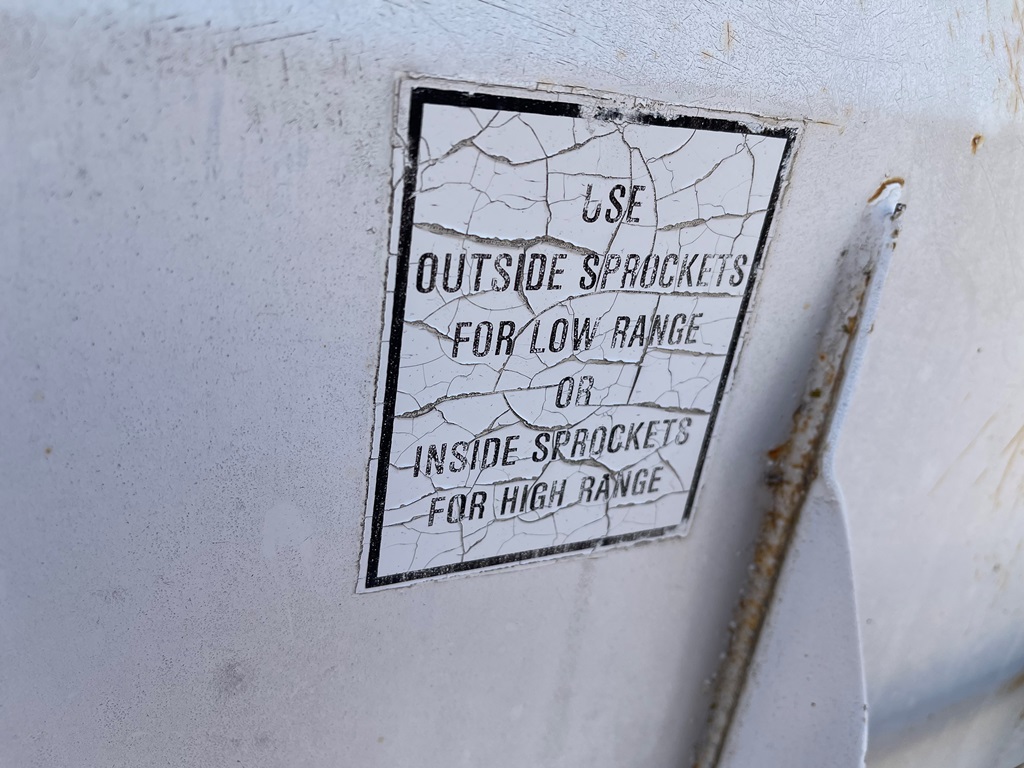 USE
OUTSIDE SPROCKETS
FOR LOW RANGE
OR
INSIDE SPROCKETS
FOR HIGH RANGE